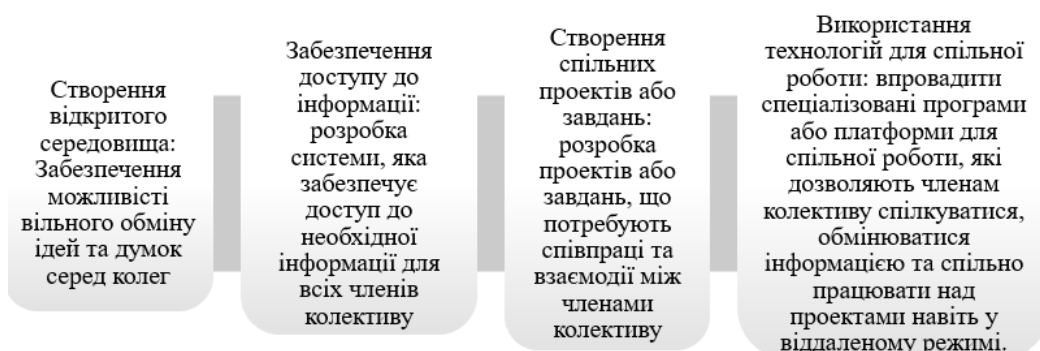 Створення
відкритого
середовища:
Забезпечення
можливісті
вільного обміну
ідей та думок
серед колег
Забезпечення
доступу до
інформації:
розробка
системи, яка
забезпечує
доступ до
необхідної
інформації для
всіх членів
колективу
Створення
спільних
проектів або
завдань:
розробка
проектів або
завдань, що
потребують
співпраці та
взаємодії між
членами
колективу
Використання
технологій для спільної
роботи: впровадити
спеціалізовані програми
або платформи для
спільної роботи, які
дозволяють членам
колективу спілкуватися,
обмінюватися
інформацією та спільно
працювати над
проектами навіть у
віддаленому режимі.